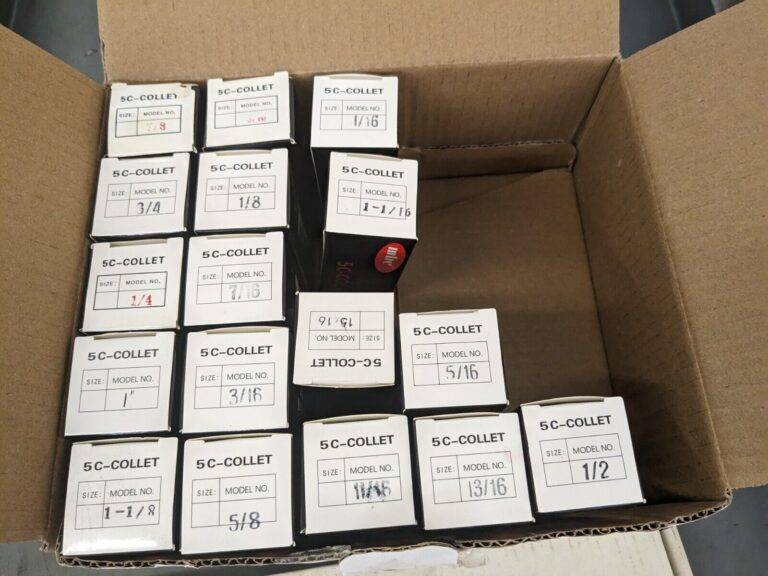 5C-COLLET
SIZE: MODEL NO.
7/8
5C-COLLET
SIZE: MODEL NO.
5C-COLLET
SIZE: MODEL NO.
1/16
5C-COLLET
SIZE: MODEL NO.
3/4
5C-COLLET
SIZE: MODEL NO.
1/8
5C-COLLET
SIZE: MODEL NO.
1-1/16
mhc
5C-COLLET
SIZE: MODEL NO.
1/4
5C-COLLET
SIZE: MODEL NO.
7/16
5C-COLLET
SIZE: MODEL NO.
15/16
5C-COLLET
SIZE: MODEL NO.
1"
5C-COLLET
SIZE: MODEL NO.
3/16
5C-COLLET
SIZE: MODEL NO.
5/16
5C-COLLET
SIZE: MODEL NO.
1-1/8
5C-COLLET
SIZE: MODEL NO.
5/8
5C-COLLET
SIZE: MODEL NO.
11/16
5C-COLLET
SIZE: MODEL NO.
13/16
5C-COLLET
SIZE: MODEL NO.
1/2